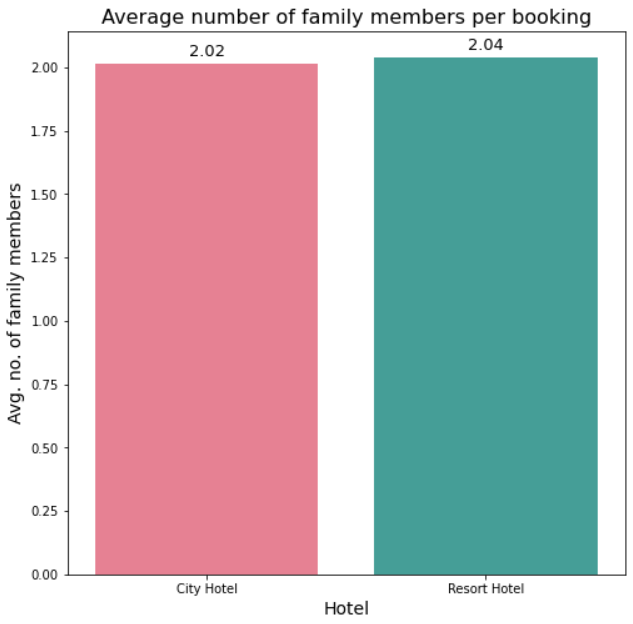 Average number of family members per booking
2.02
2.04
Avg. no. of family members
2.00
1.75
1.50
1.25
1.00
0.75
0.50
0.25
0.00
City Hotel
Resort Hotel
Hotel